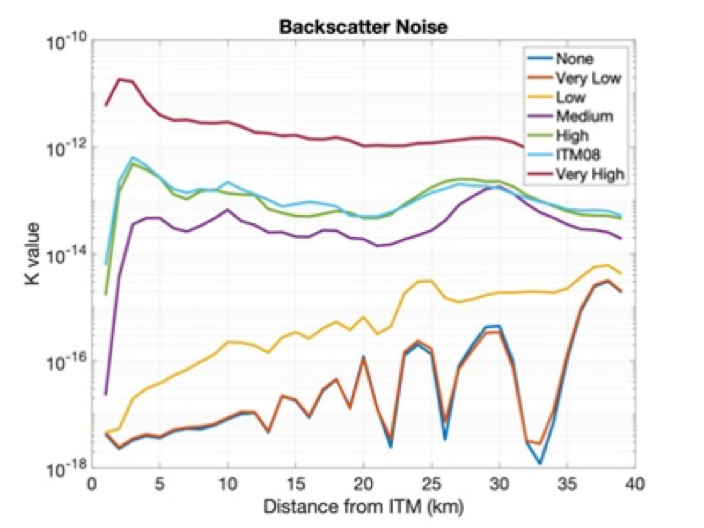 Backscatter Noise
10-10
10-12
10-14
10-16
10-18
K value
None
Very Low
Low
Medium
High
ITM08
Very High
0 5 10 15 20 25 30 35 40
Distance from ITM (km)